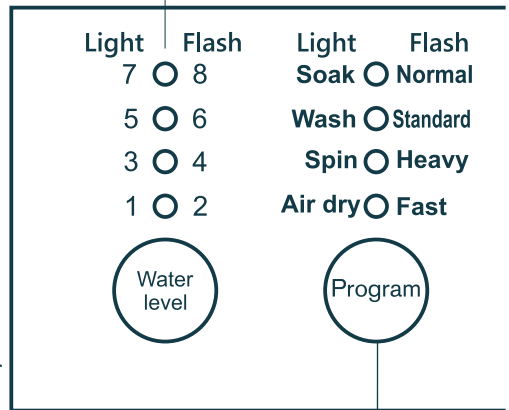 Light Flash Light Flash
7 8 Soak Normal
5 6 Wash Standard
3 4 Spin Heavy
1 2 Air dry Fast
Water level
Program